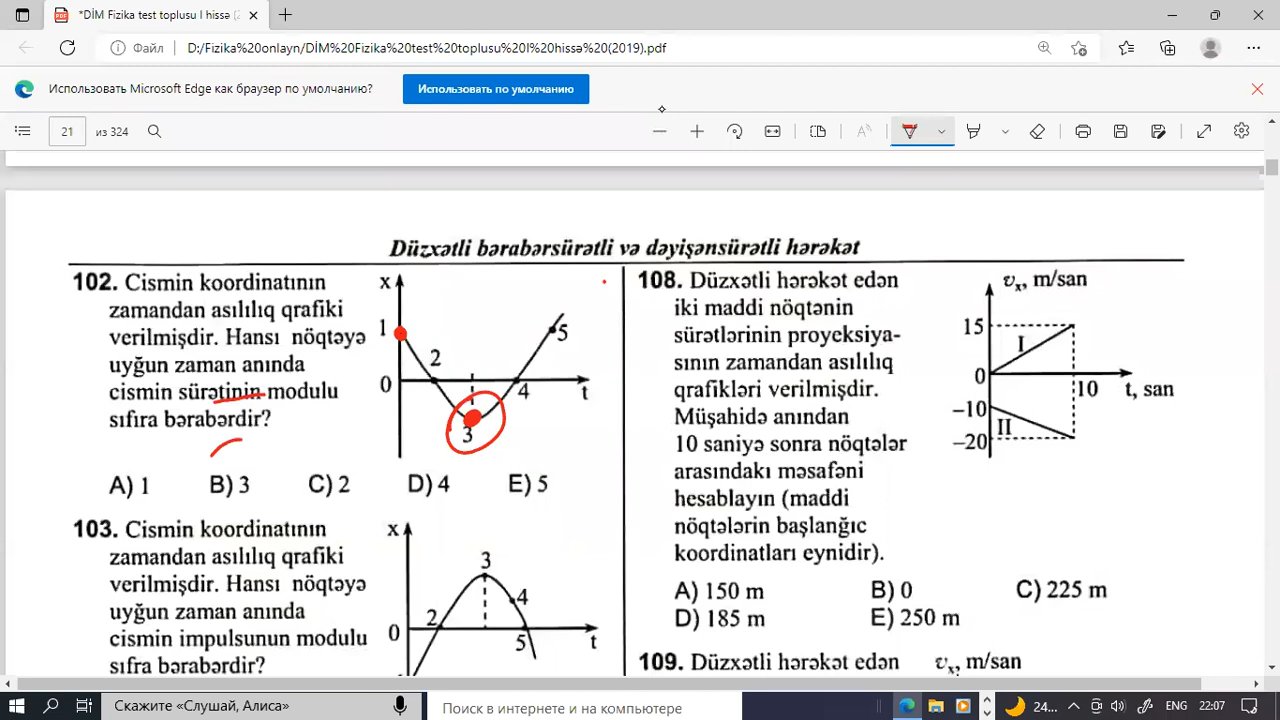 *DİM Fizika test toplusu I hissə (2
Файл
D:/Fizika%20onlayn/DİM%20Fizika%20test%20toplusu%20I%20hissə%20(2019).pdf
Использовать Microsoft Edge как браузер по умолчанию?
Использовать по умолчанию
21 из 324
Düzxətli bərabərsürətli və dəyişənsürətli hərəkət
102. Cismin koordinatının
zamandan asılılıq qrafiki
verilmişdir. Hansı nöqtəyə
uyğun zaman anında
cismin sürətinin modulu
sıfıra bərabərdir?
x
1
2
5
0
4
t
3
A) 1 B) 3 C) 2 D) 4 E) 5
103. Cismin koordinatının
zamandan asılılıq qrafiki
verilmişdir. Hansı nöqtəyə
uyğun zaman anında
cismin impulsunun modulu
sıfıra bərabərdir?
x
3
4
2
0
5
t
108. Düzxətli hərəkət edən
iki maddi nöqtənin
sürətlərinin proyeksiya-
sının zamandan asılılıq
qrafikləri verilmişdir.
Müşahidə anından
10 saniyə sonra nöqtələr
arasındakı məsafəni
hesablayın (maddi
nöqtələrin başlanğıc
koordinatları eynidir).
υx, m/san
15
I
0
10 t, san
–10
II
–20
A) 150 m B) 0 C) 225 m
D) 185 m E) 250 m
109. Düzxətli hərəkət edən υx, m/san
Скажите «Слушай, Алиса»
Поиск в интернете и на компьютере
24...
ENG
22:07